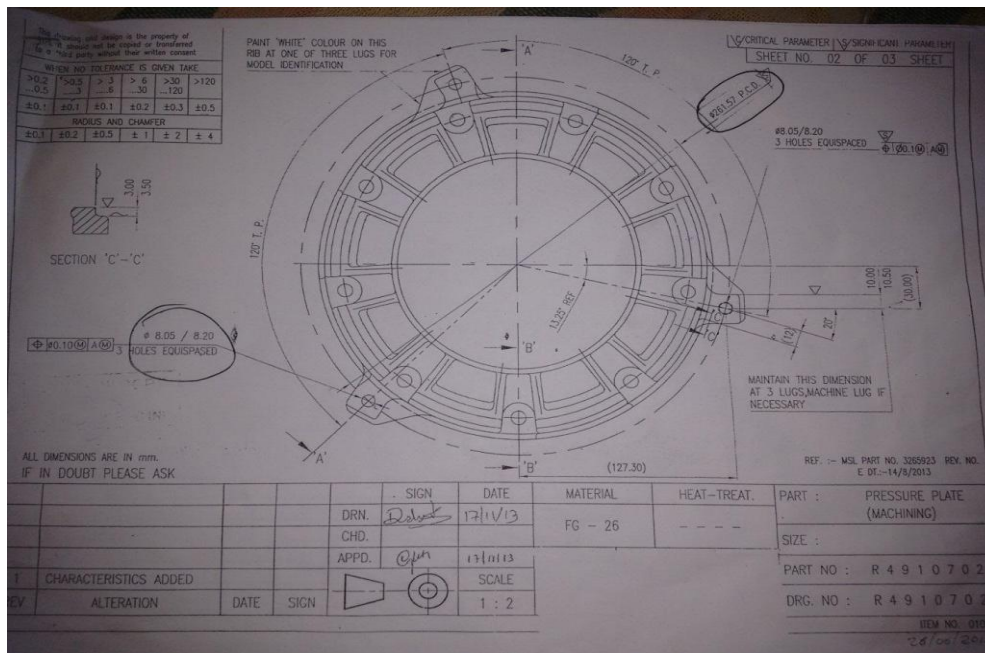 This drawing and design is the property of
should not be copied or transferred
third party without their written consent
WHEN NO TOLERANCE IS GIVEN TAKE
>0.2 ...0.5 >0.5 ...3 > 3 ...6 > 6 ...30 >30 ...120 >120
±0.1 ±0.1 ±0.1 ±0.2 ±0.3 ±0.5
RADIUS AND CHAMFER
±0.1 ±0.2 ±0.5 ± 1 ± 2 ± 4
PAINT 'WHITE' COLOUR ON THIS
RIB AT ONE OF THREE LUGS FOR
MODEL IDENTIFICATION
'A'
120° T. P.
CRITICAL PARAMETER SIGNIFICANT PARAMETER
SHEET NO. 02 OF 03 SHEET
ø261.57 P.C.D.
ø8.05/8.20
3 HOLES EQUISPACED
ø0.1Ⓜ AⓂ
3.00
3.50
SECTION 'C'-'C'
120° T. P.
13.25° REF
10.00
10.50
(30.00)
'C'
'C'
(12)
20°
ø 8.05 / 8.20
3 HOLES EQUISPASED
ø0.10Ⓜ AⓂ
'B'
MAINTAIN THIS DIMENSION
AT 3 LUGS,MACHINE LUG IF
NECESSARY
'A'
'B'
(127.30)
ALL DIMENSIONS ARE IN mm.
IF IN DOUBT PLEASE ASK
REF. :- MSL PART NO. 3265923 REV. NO.
E DT.:-14/8/2013
SIGN DATE MATERIAL HEAT-TREAT.
DRN. 17/11/13
CHD.
APPD. 17/11/13
FG - 26 - - - -
PART : PRESSURE PLATE
(MACHINING)
SIZE :
1 CHARACTERISTICS ADDED
SCALE
1 : 2
REV ALTERATION DATE SIGN
PART NO : R 4 9 1 0 7 0 2
DRG. NO : R 4 9 1 0 7 0 2
ITEM NO. 010